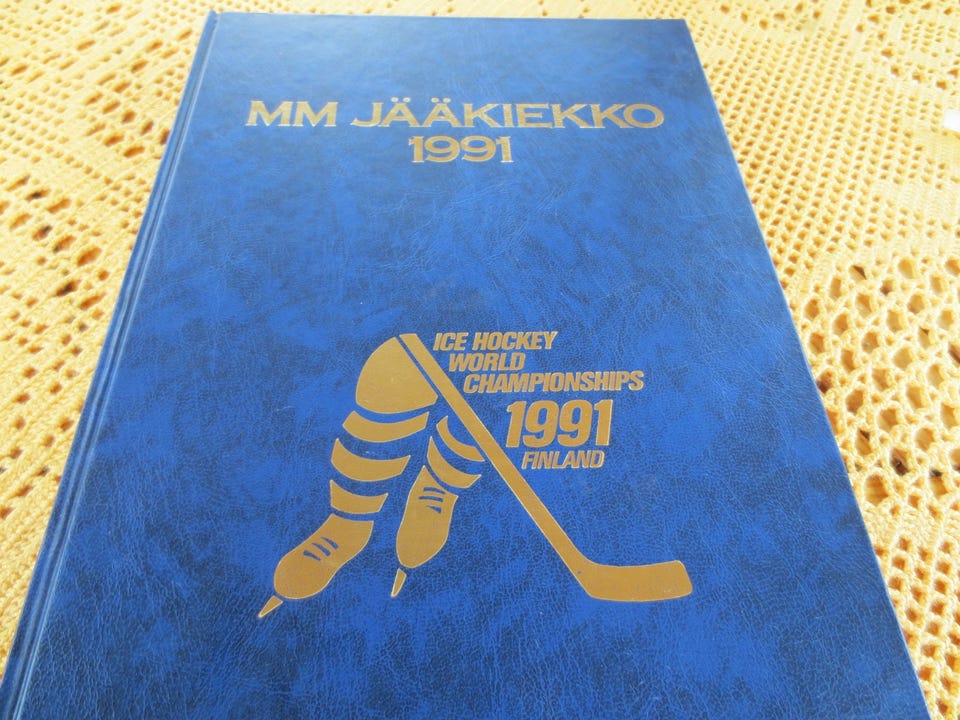 MM JÄÄKIEKKO
1991
ICE HOCKEY
WORLD
CHAMPIONSHIPS
1991
FINLAND